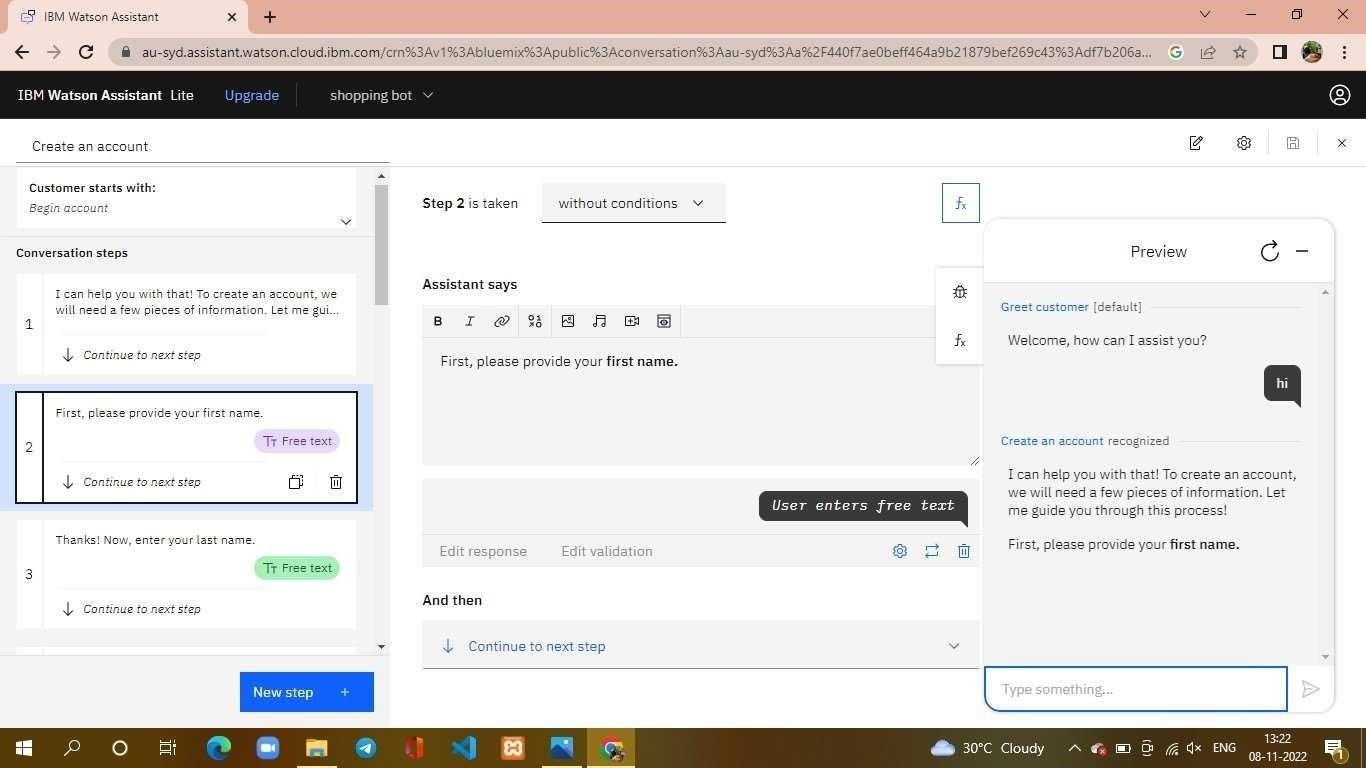 IBM Watson Assistant
au-syd.assistant.watson.cloud.ibm.com/crn%3Av1%3Abluemix%3Apublic%3Aconversation%3Aau-syd%3Aa%2F440f7ae0beff464a9b21879bef269c43%3Adf7b206a...
IBM Watson Assistant Lite
Upgrade
shopping bot
Create an account
Customer starts with:
Begin account
Conversation steps
1
I can help you with that! To create an account, we
will need a few pieces of information. Let me gui...
Continue to next step
2
First, please provide your first name.
TT Free text
Continue to next step
3
Thanks! Now, enter your last name.
TT Free text
Continue to next step
New step +
Step 2 is taken
without conditions
fx
Assistant says
B I
First, please provide your first name.
User enters free text
Edit response
Edit validation
And then
Continue to next step
fx
Preview
Greet customer [default]
Welcome, how can I assist you?
hi
Create an account recognized
I can help you with that! To create an account,
we will need a few pieces of information. Let
me guide you through this process!
First, please provide your first name.
Type something...
30°C Cloudy
ENG
13:22
08-11-2022
1